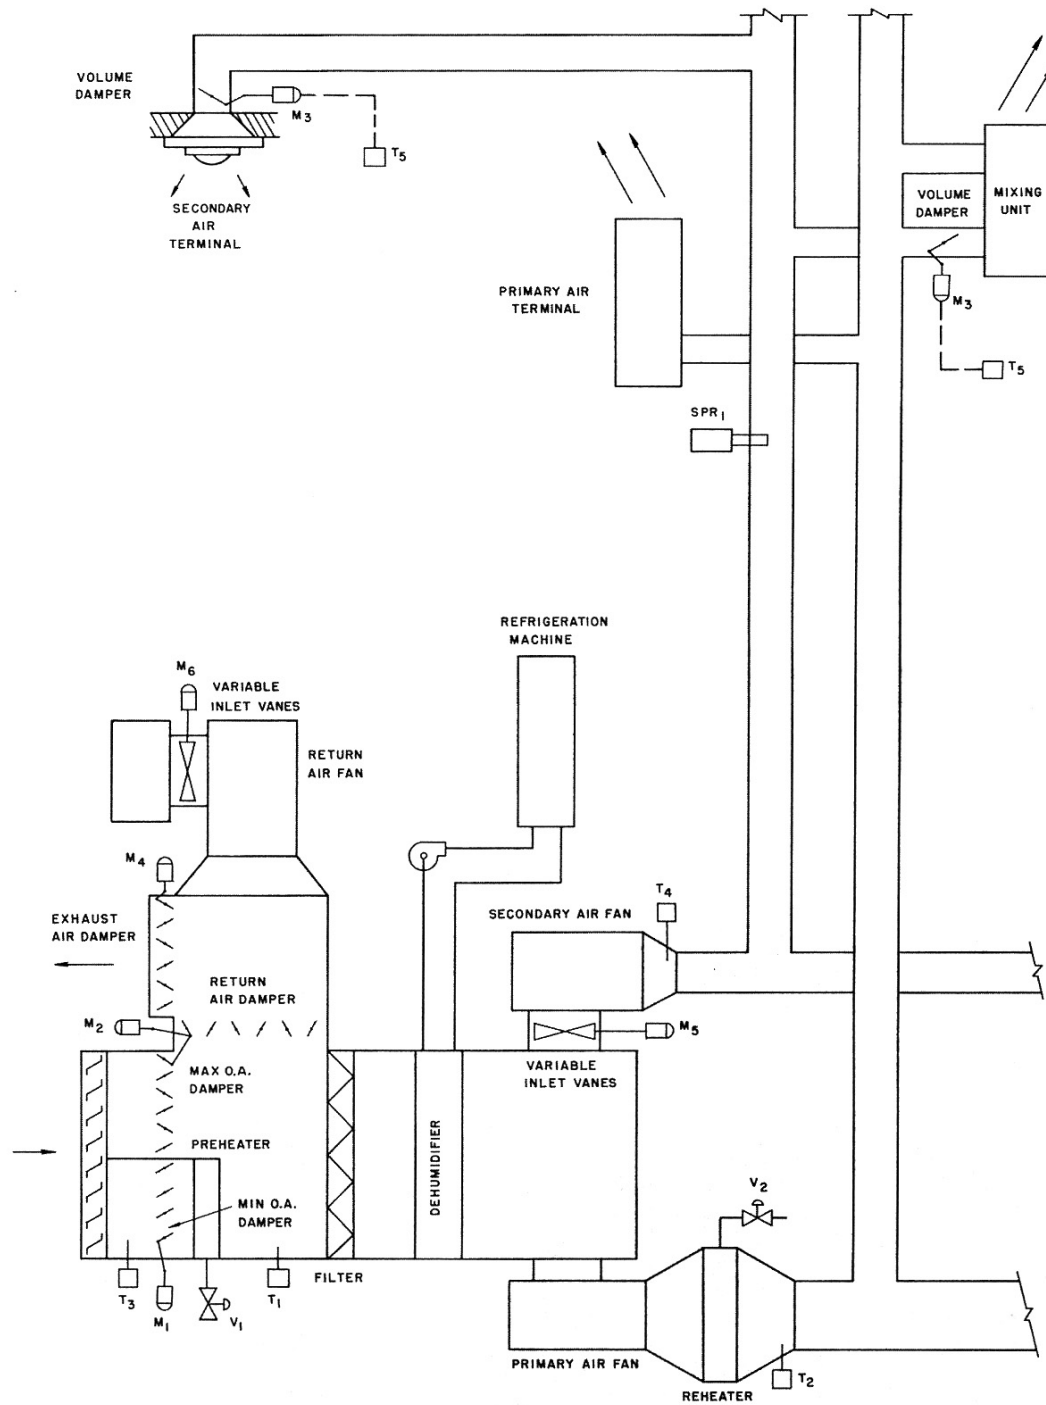 VOLUME
DAMPER
M3
T5
SECONDARY
AIR
TERMINAL
PRIMARY AIR
TERMINAL
VOLUME
DAMPER
MIXING
UNIT
M3
T5
SPR1
REFRIGERATION
MACHINE
M6
VARIABLE
INLET VANES
RETURN
AIR FAN
M4
EXHAUST
AIR DAMPER
RETURN
AIR DAMPER
M2
MAX O.A.
DAMPER
PREHEATER
MIN O.A.
DAMPER
T3
M1
V1
T1
FILTER
DEHUMIDIFIER
SECONDARY AIR FAN
T4
M5
VARIABLE
INLET VANES
V2
PRIMARY AIR FAN
REHEATER
T2